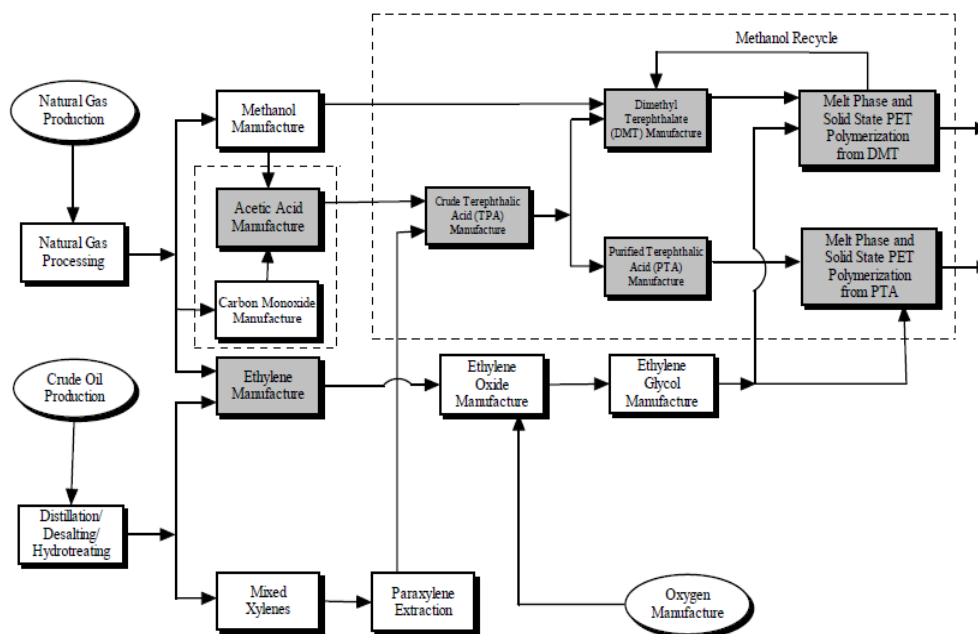 Methanol Recycle
Natural Gas
Production
Methanol
Manufacture
Dimethyl
Terephthalate
(DMT) Manufacture
Melt Phase and
Solid State PET
Polymerization
from DMT
Acetic Acid
Manufacture
Crude Terephthalic
Acid (TPA)
Manufacture
Natural Gas
Processing
Purified Terephthalic
Acid (PTA)
Manufacture
Melt Phase and
Solid State PET
Polymerization
from PTA
Carbon Monoxide
Manufacture
Crude Oil
Production
Ethylene
Manufacture
Ethylene
Oxide
Manufacture
Ethylene
Glycol
Manufacture
Distillation/
Desalting/
Hydrotreating
Mixed
Xylenes
Paraxylene
Extraction
Oxygen
Manufacture